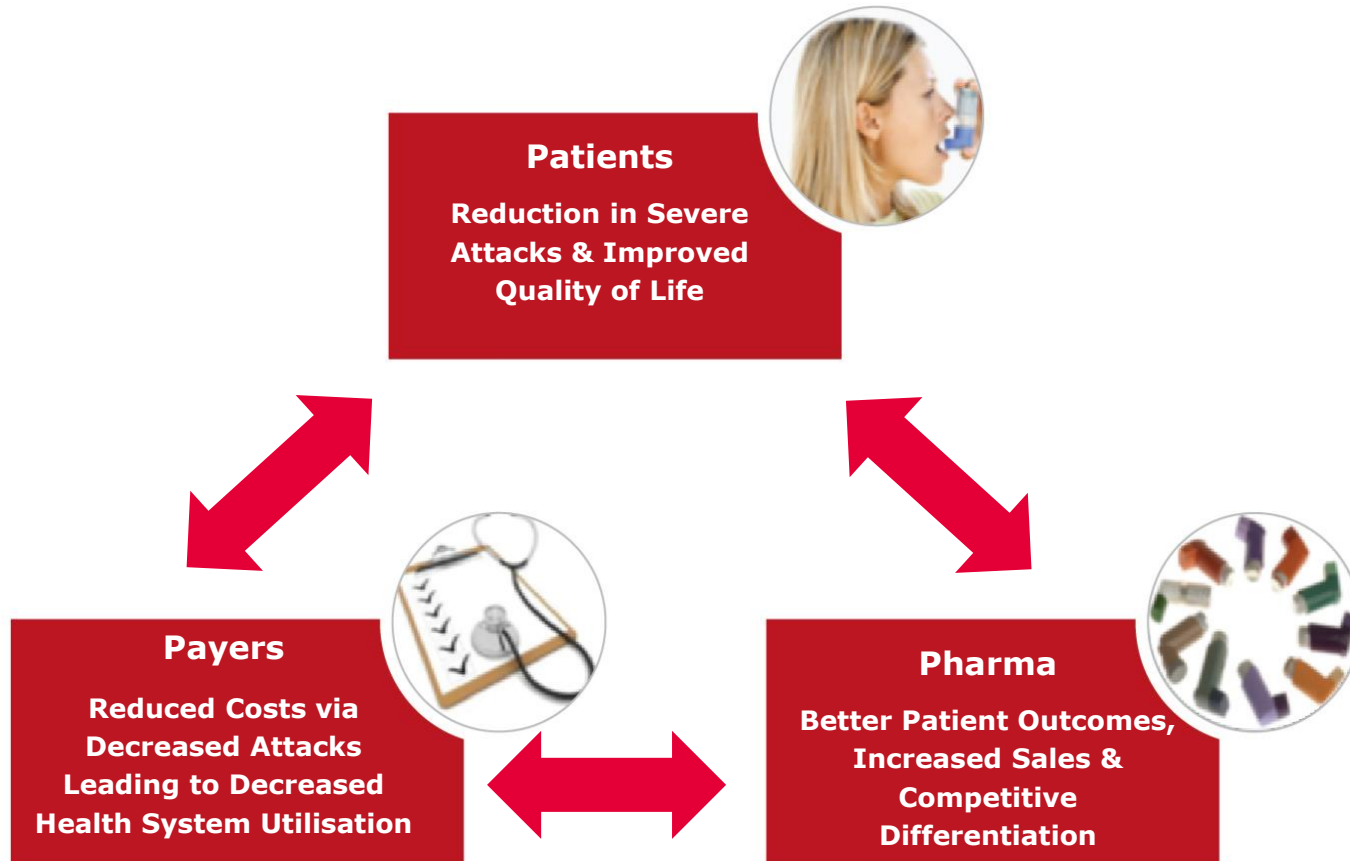 Patients
Reduction in Severe
Attacks & Improved
Quality of Life
Payers
Reduced Costs via
Decreased Attacks
Leading to Decreased
Health System Utilisation
Pharma
Better Patient Outcomes,
Increased Sales &
Competitive
Differentiation